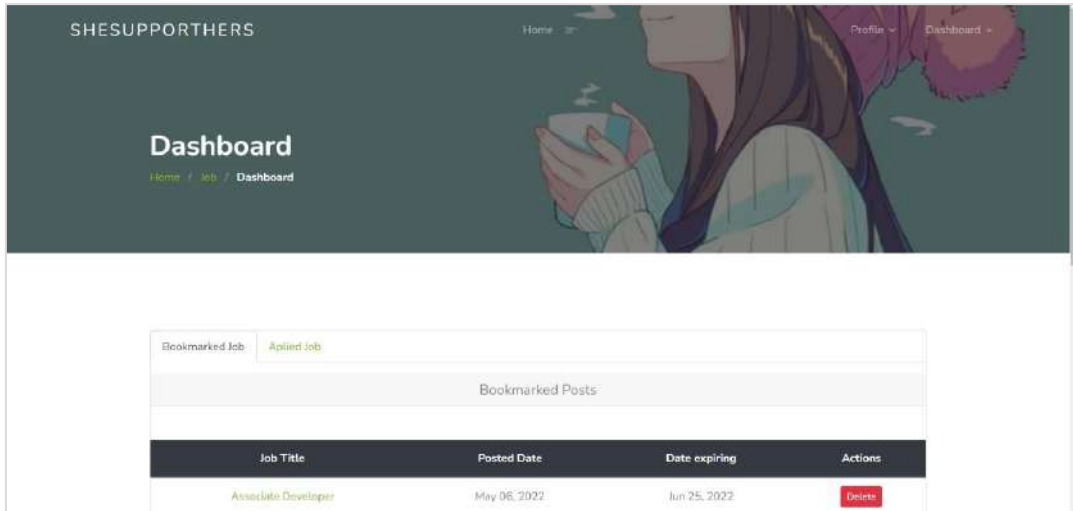 SHESUPPORTHERS
Home
Profile
Dashboard
Dashboard
Home / Job / Dashboard
Bookmarked Job
Aplied Job
Bookmarked Posts
Job Title Posted Date Date expiring Actions
Associate Developer May 06, 2022 Jun 25, 2022 Delete